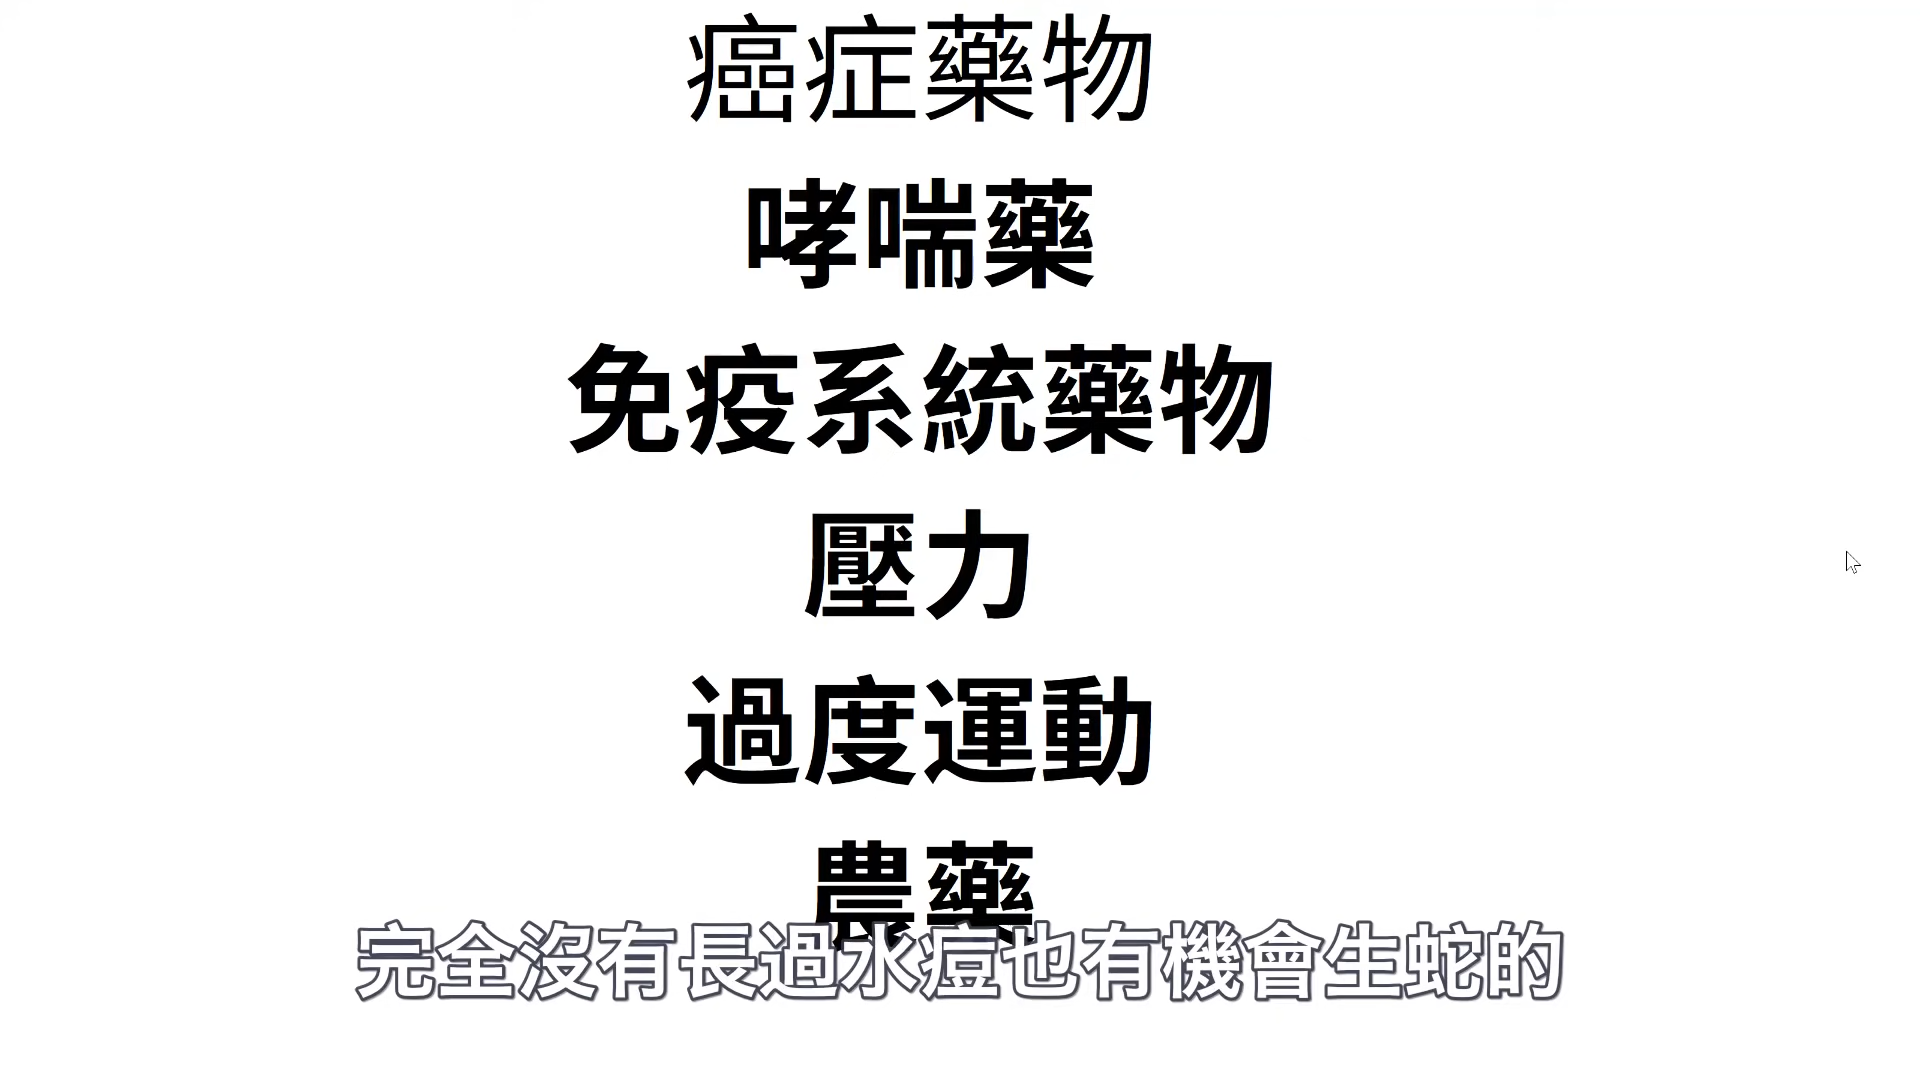 癌症藥物
哮喘藥
免疫系統藥物
壓力
過度運動
農藥
完全沒有長過水痘也有機會生蛇的